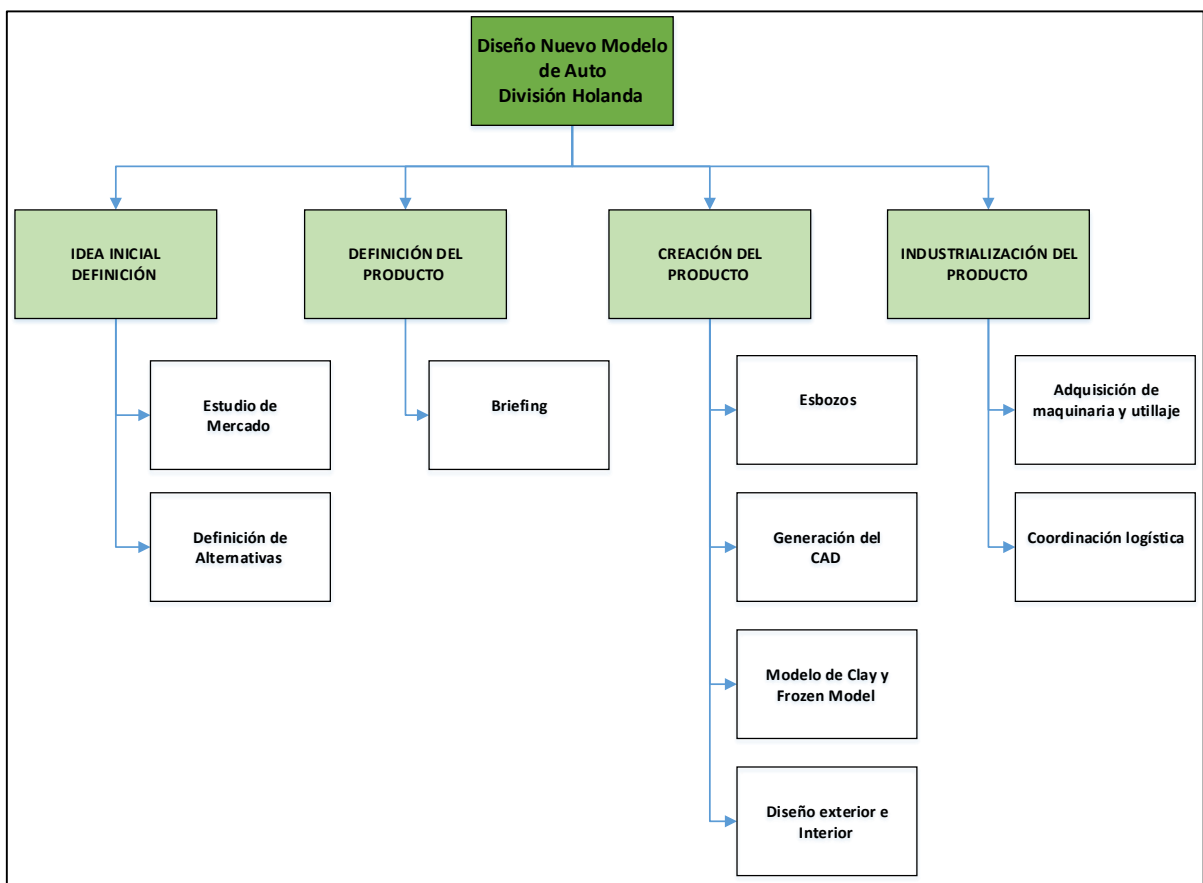 Diseño Nuevo Modelo
de Auto
División Holanda
IDEA INICIAL
DEFINICIÓN
DEFINICIÓN DEL
PRODUCTO
CREACIÓN DEL
PRODUCTO
INDUSTRIALIZACIÓN DEL
PRODUCTO
Estudio de
Mercado
Definición de
Alternativas
Briefing
Esbozos
Generación del
CAD
Modelo de Clay y
Frozen Model
Diseño exterior e
Interior
Adquisición de
maquinaria y utillaje
Coordinación logística